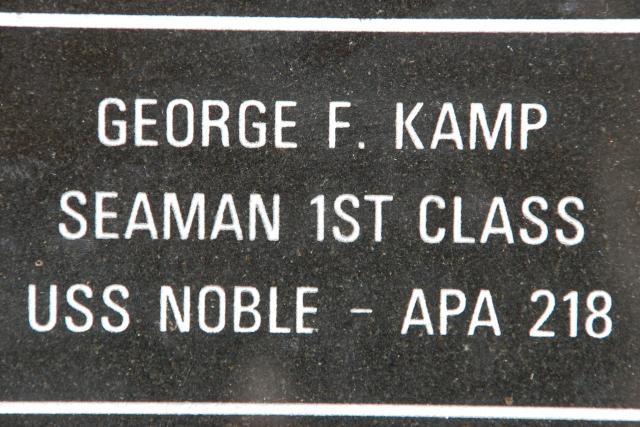 GEORGE F. KAMP
SEAMAN 1ST CLASS
USS NOBLE - APA 218